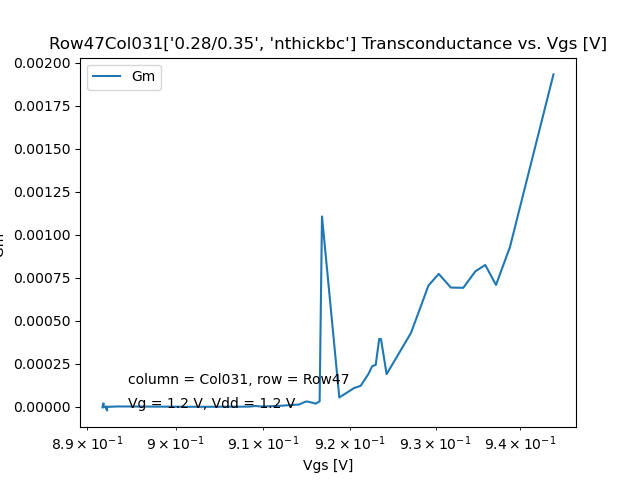 Row47Col031['0.28/0.35', 'nthickbc'] Transconductance vs. Vgs [V]
Gm
0.00200
0.00175
0.00150
0.00125
0.00100
0.00075
0.00050
0.00025
0.00000
Gm
column = Col031, row = Row47
Vg = 1.2 V, Vdd = 1.2 V
8.9 × 10⁻¹ 9 × 10⁻¹ 9.1 × 10⁻¹ 9.2 × 10⁻¹ 9.3 × 10⁻¹ 9.4 × 10⁻¹
Vgs [V]